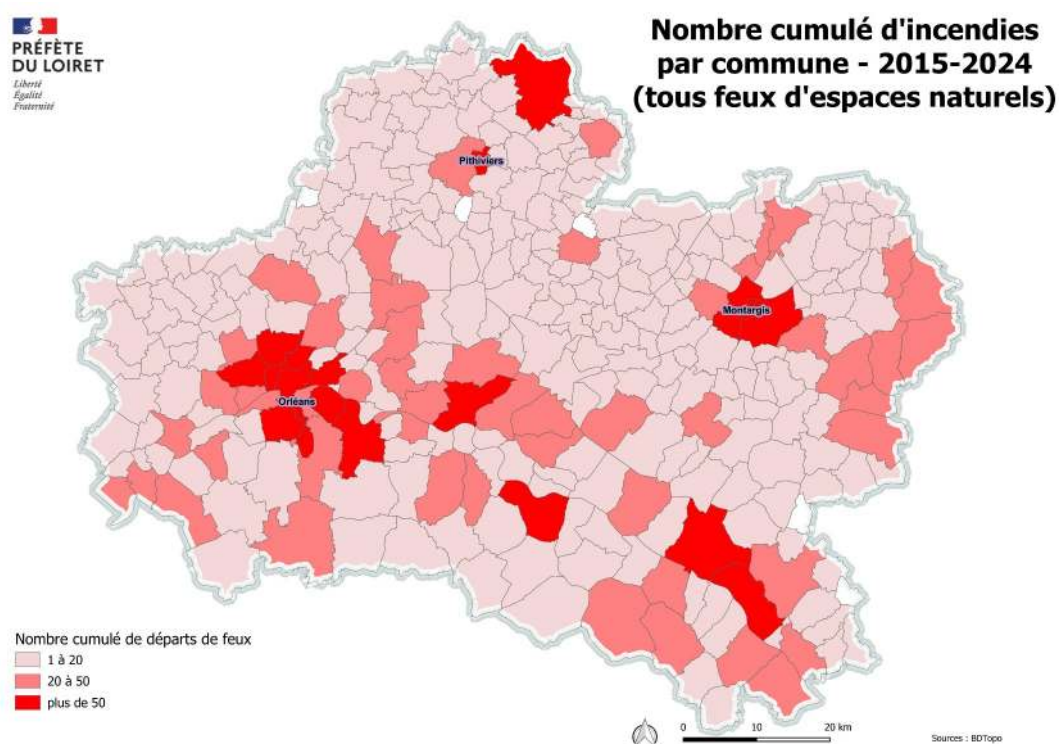 PRÉFÈTE
DU LOIRET
Liberté
Égalité
Fraternité
Nombre cumulé d'incendies
par commune - 2015-2024
(tous feux d'espaces naturels)
Pithiviers
Montargis
Orléans
Nombre cumulé de départs de feux
1 à 20
20 à 50
plus de 50
0 10 20 km
Sources : BDTopo